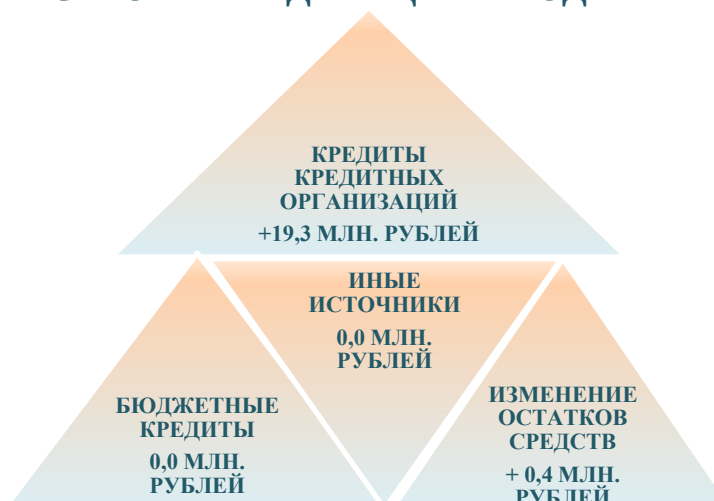 КРЕДИТЫ
КРЕДИТНЫХ
ОРГАНИЗАЦИЙ
+19,3 МЛН. РУБЛЕЙ
ИНЫЕ
ИСТОЧНИКИ
0,0 МЛН.
РУБЛЕЙ
БЮДЖЕТНЫЕ
КРЕДИТЫ
0,0 МЛН.
РУБЛЕЙ
ИЗМЕНЕНИЕ
ОСТАТКОВ
СРЕДСТВ
+ 0,4 МЛН.
РУБЛЕЙ